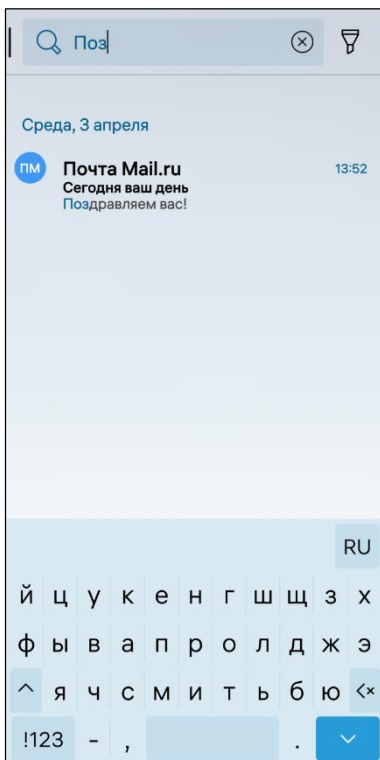 Поз
Среда, 3 апреля
ПМ Почта Mail.ru 13:52
Сегодня ваш день
Поздравляем вас!
RU
й ц у к е н г ш щ з х
ф ы в а п р о л д ж э
я ч с м и т ь б ю
!123 - , .